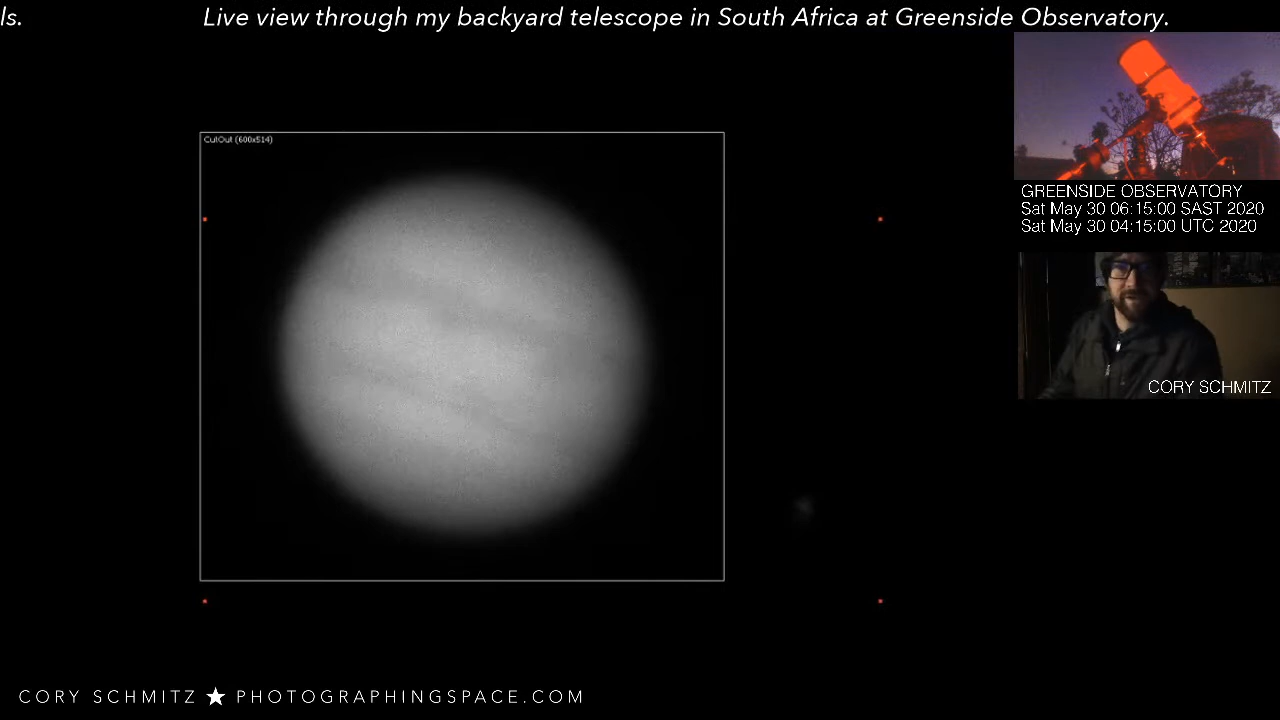 ls. Live view through my backyard telescope in South Africa at Greenside Observatory.
CutOut (600x514)
GREENSIDE OBSERVATORY
Sat May 30 06:15:00 SAST 2020
Sat May 30 04:15:00 UTC 2020
CORY SCHMITZ
CORY SCHMITZ ★ PHOTOGRAPHINGSPACE.COM